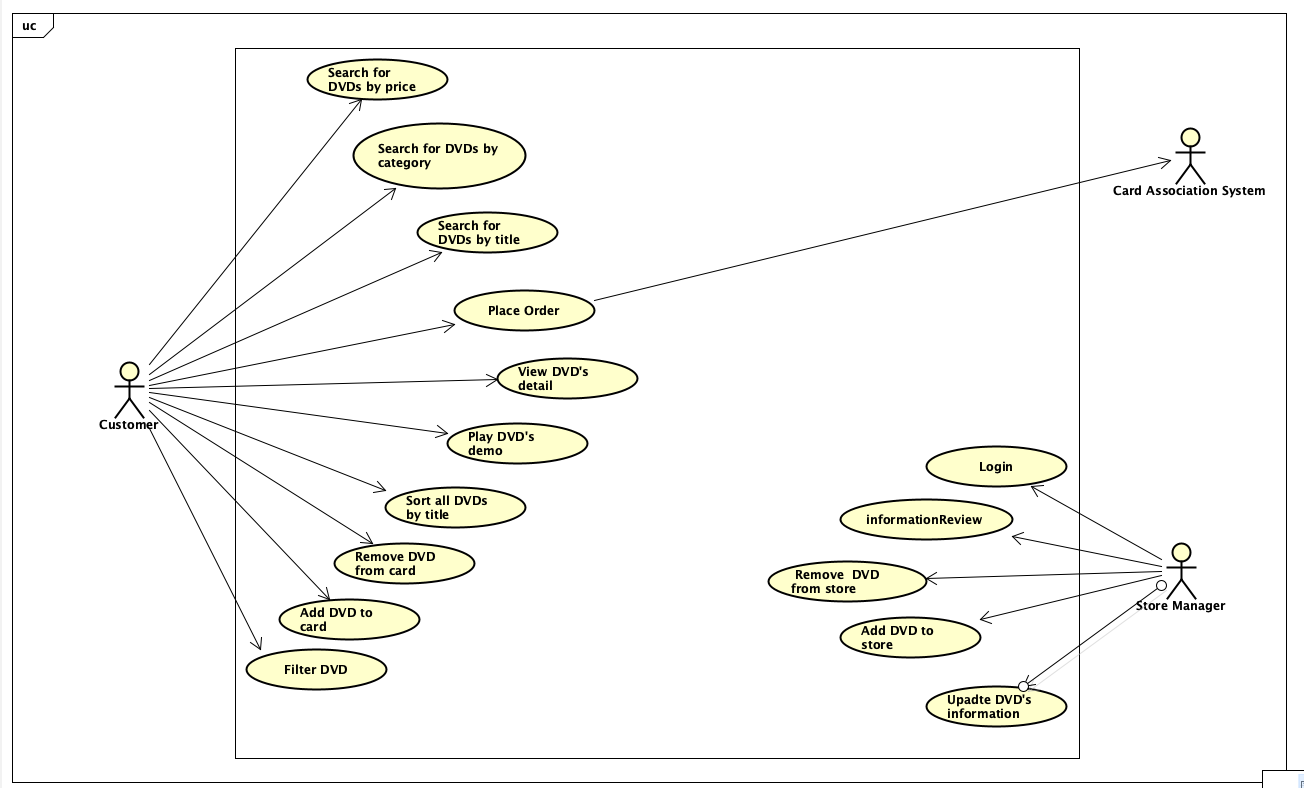 uc
Search for
DVDs by price
Search for DVDs by
category
Search for
DVDs by title
Place Order
View DVD's
detail
Play DVD's
demo
Sort all DVDs
by title
Remove DVD
from card
Add DVD to
card
Filter DVD
Customer
Card Association System
Login
informationReview
Remove  DVD
from store
Add DVD to
store
Upadte DVD's
information
Store Manager